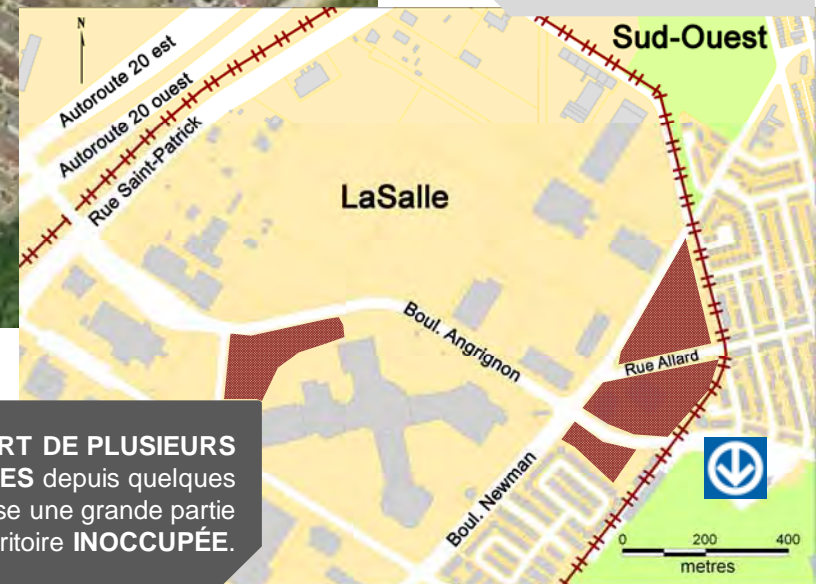 N
Sud-Ouest
Autoroute 20 est
Autoroute 20 ouest
Rue Saint-Patrick
LaSalle
Boul. Angrignon
Rue Allard
Boul. Newman
RT DE PLUSIEURS
ES depuis quelques
se une grande partie
ritoire INOCCUPÉE.
0 200 400
metres